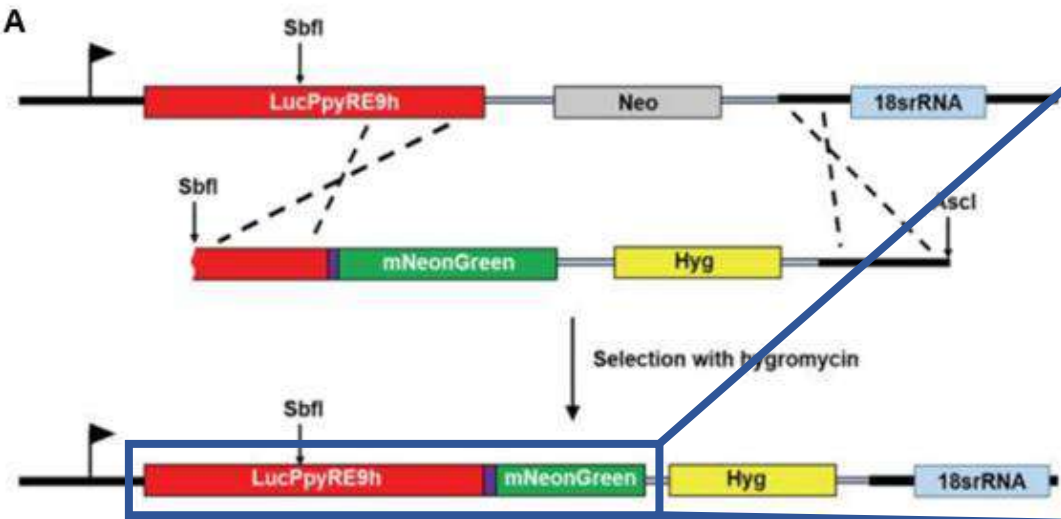 A
SbfI
LucPpyRE9h Neo 18srRNA
SbfI
AscI
mNeonGreen Hyg
Selection with hygromycin
SbfI
LucPpyRE9h mNeonGreen Hyg 18srRNA